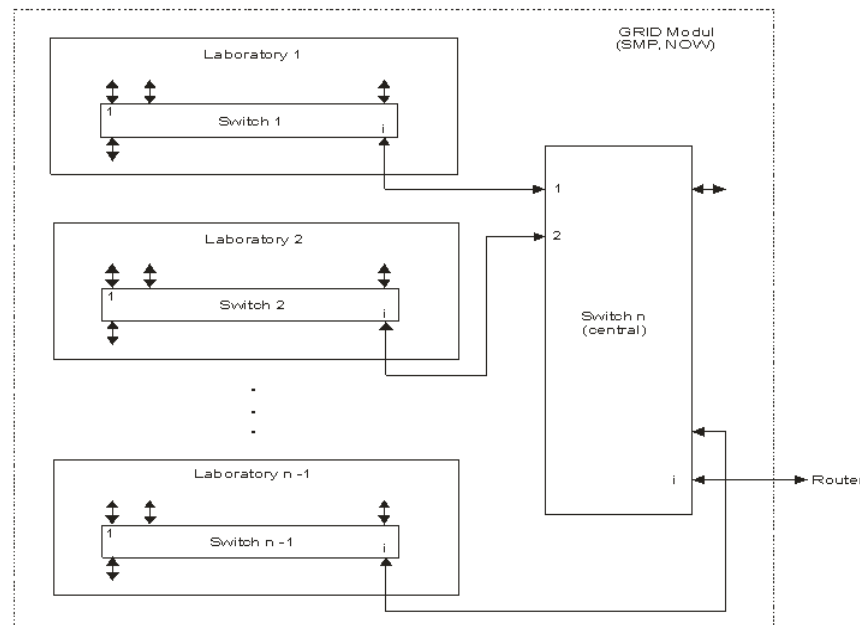 GRID Modul
(SMP, NOW)
Laboratory 1
1
Switch 1
i
1
2
Laboratory 2
1
Switch 2
i
Switch n
(central)
Laboratory n -1
1
Switch n -1
i
i
Router